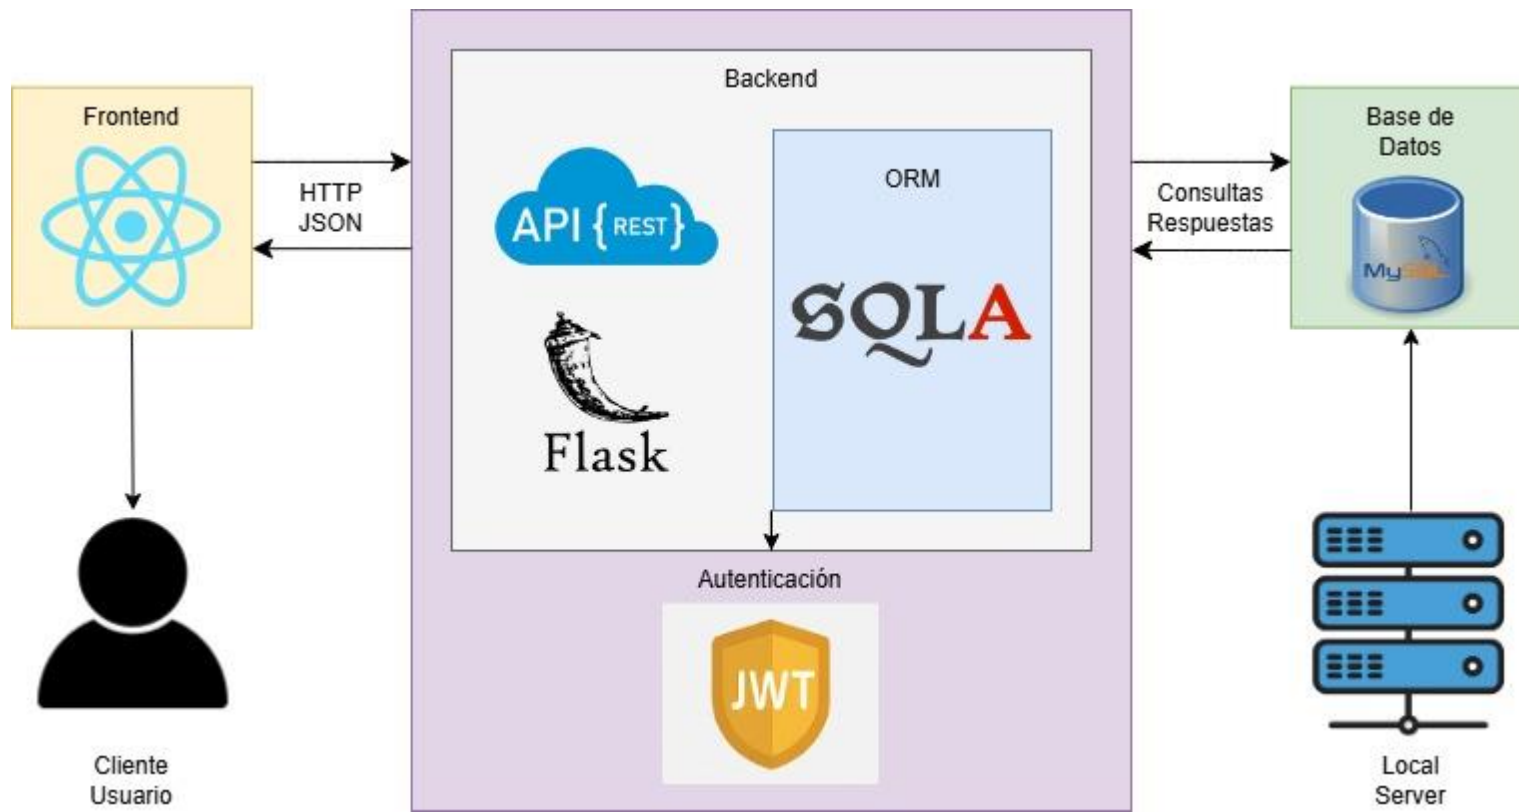 Frontend
HTTP
JSON
Cliente
Usuario
Backend
API {REST}
Flask
ORM
SQLA
Autenticación
JWT
Consultas
Respuestas
Base de
Datos
MySQL
Local
Server